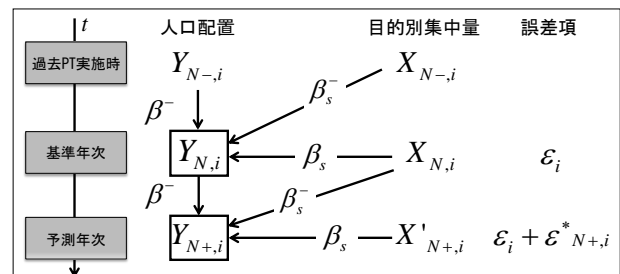 t 人口配置 目的別集中量 誤差項
過去PT実施時 Y_{N-,i} X_{N-,i}
β^- β_s^-
基準年次 Y_{N,i} β_s X_{N,i} ε_i
β^- β_s^-
予測年次 Y_{N+,i} β_s X'_{N+,i} ε_i + ε^*_{N+,i}